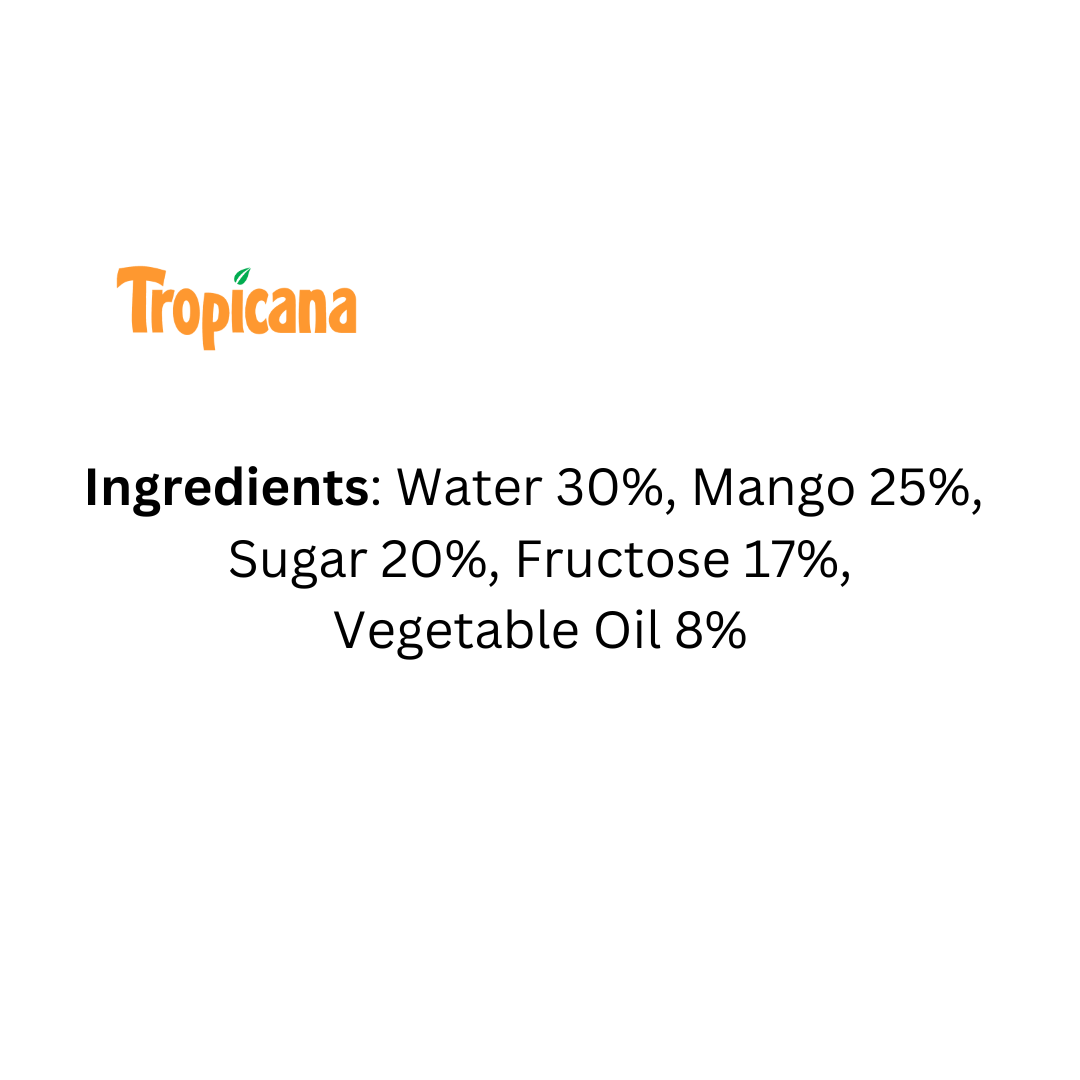 Tropicana
Ingredients: Water 30%, Mango 25%,
Sugar 20%, Fructose 17%,
Vegetable Oil 8%